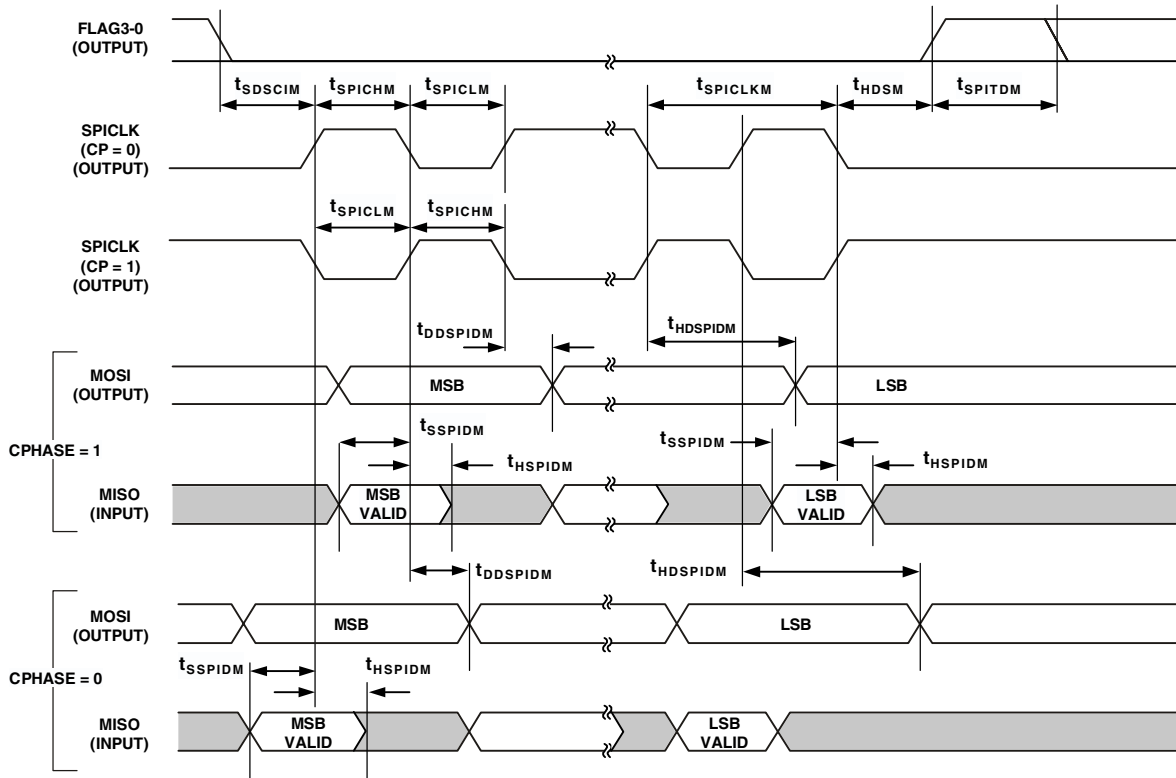 FLAG3-0
(OUTPUT)
tSDSCIM
tSPICHM
tSPICLM
tSPICLKM
tHDSM
tSPITDM
SPICLK
(CP = 0)
(OUTPUT)
tSPICLM
tSPICHM
SPICLK
(CP = 1)
(OUTPUT)
tDDSPIDM
tHDSPIDM
MOSI
(OUTPUT)
MSB
LSB
CPHASE = 1
tSSPIDM
tHSPIDM
tSSPIDM
tHSPIDM
MISO
(INPUT)
MSB
VALID
LSB
VALID
tDDSPIDM
tHDSPIDM
MOSI
(OUTPUT)
MSB
LSB
CPHASE = 0
tSSPIDM
tHSPIDM
MISO
(INPUT)
MSB
VALID
LSB
VALID